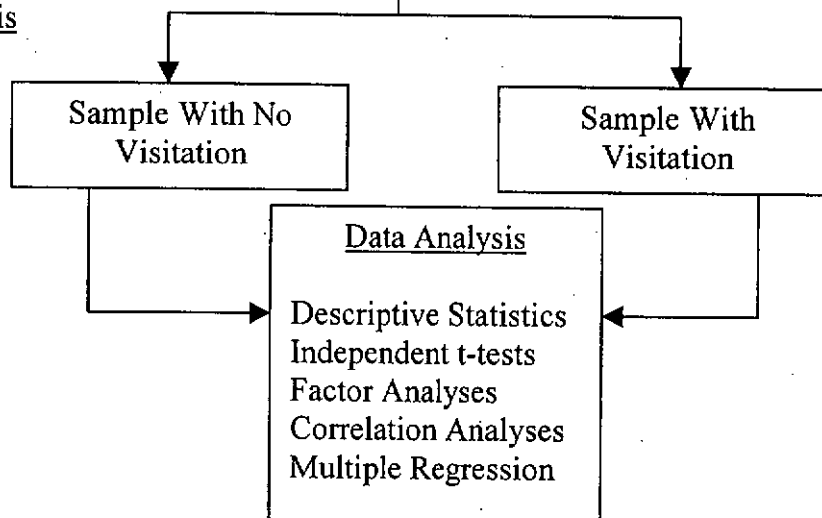 is
Sample With No
Visitation
Sample With
Visitation
Data Analysis
Descriptive Statistics
Independent t-tests
Factor Analyses
Correlation Analyses
Multiple Regression